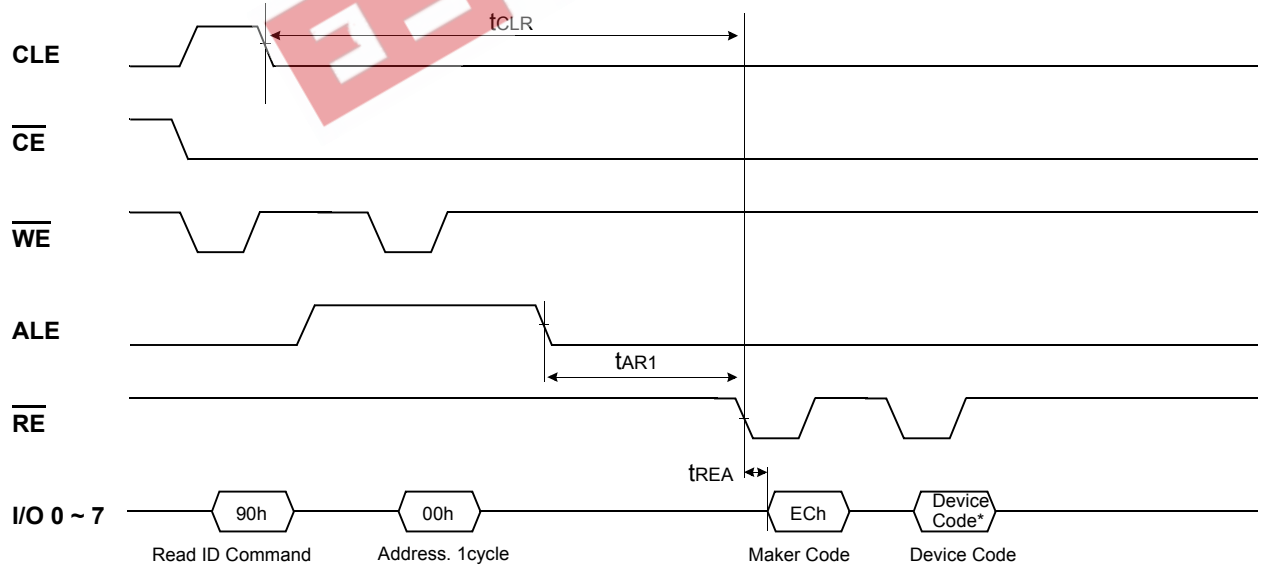 tCLR
CLE
CE
WE
ALE
tAR1
RE
tREA
I/O 0 ~ 7
90h
00h
ECh
Device
Code*
Read ID Command
Address. 1cycle
Maker Code
Device Code